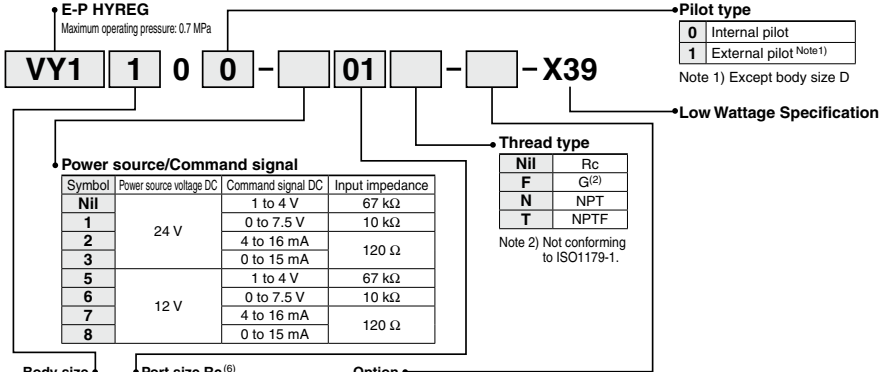 E-P HYREG
Maximum operating pressure: 0.7 MPa
Pilot type
0 Internal pilot
1 External pilot Note1)
Note 1) Except body size D
VY1 1 0 0 – 01 – – X39
Low Wattage Specification
Thread type
Nil Rc
F G(2)
N NPT
T NPTF
Note 2) Not conforming
to ISO1179-1.
Power source/Command signal
Symbol Power source voltage DC Command signal DC Input impedance
Nil 24 V 1 to 4 V 67 kΩ
1 0 to 7.5 V 10 kΩ
2 4 to 16 mA 120 Ω
3 0 to 15 mA
5 12 V 1 to 4 V 67 kΩ
6 0 to 7.5 V 10 kΩ
7 4 to 16 mA 120 Ω
8 0 to 15 mA
Body size Port size Rc(6) Option